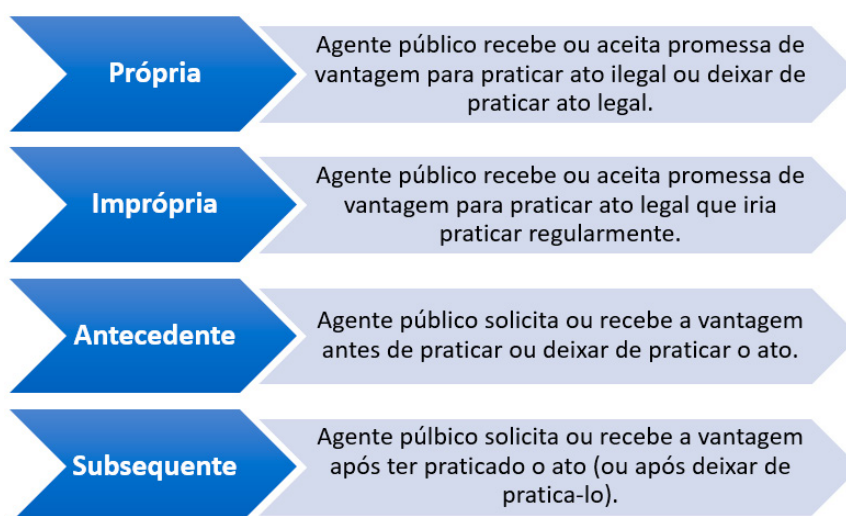 Própria
Agente público recebe ou aceita promessa de
vantagem para praticar ato ilegal ou deixar de
praticar ato legal.
Imprópria
Agente público recebe ou aceita promessa de
vantagem para praticar ato legal que iria
praticar regularmente.
Antecedente
Agente público solicita ou recebe a vantagem
antes de praticar ou deixar de praticar o ato.
Subsequente
Agente púlbico solicita ou recebe a vantagem
após ter praticado o ato (ou após deixar de
pratica-lo).